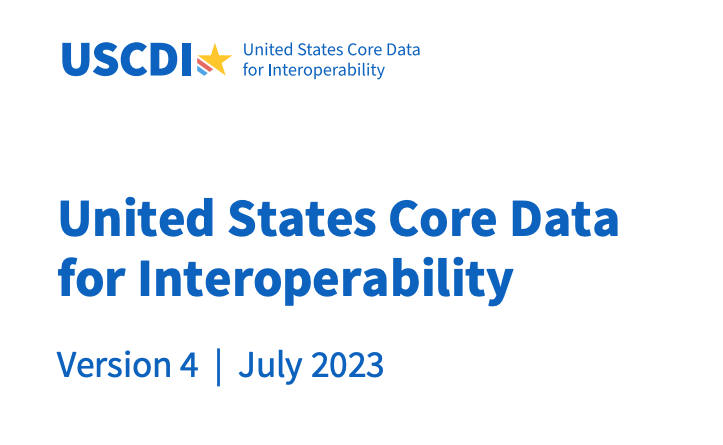 USCDI United States Core Data
for Interoperability
United States Core Data
for Interoperability
Version 4 | July 2023